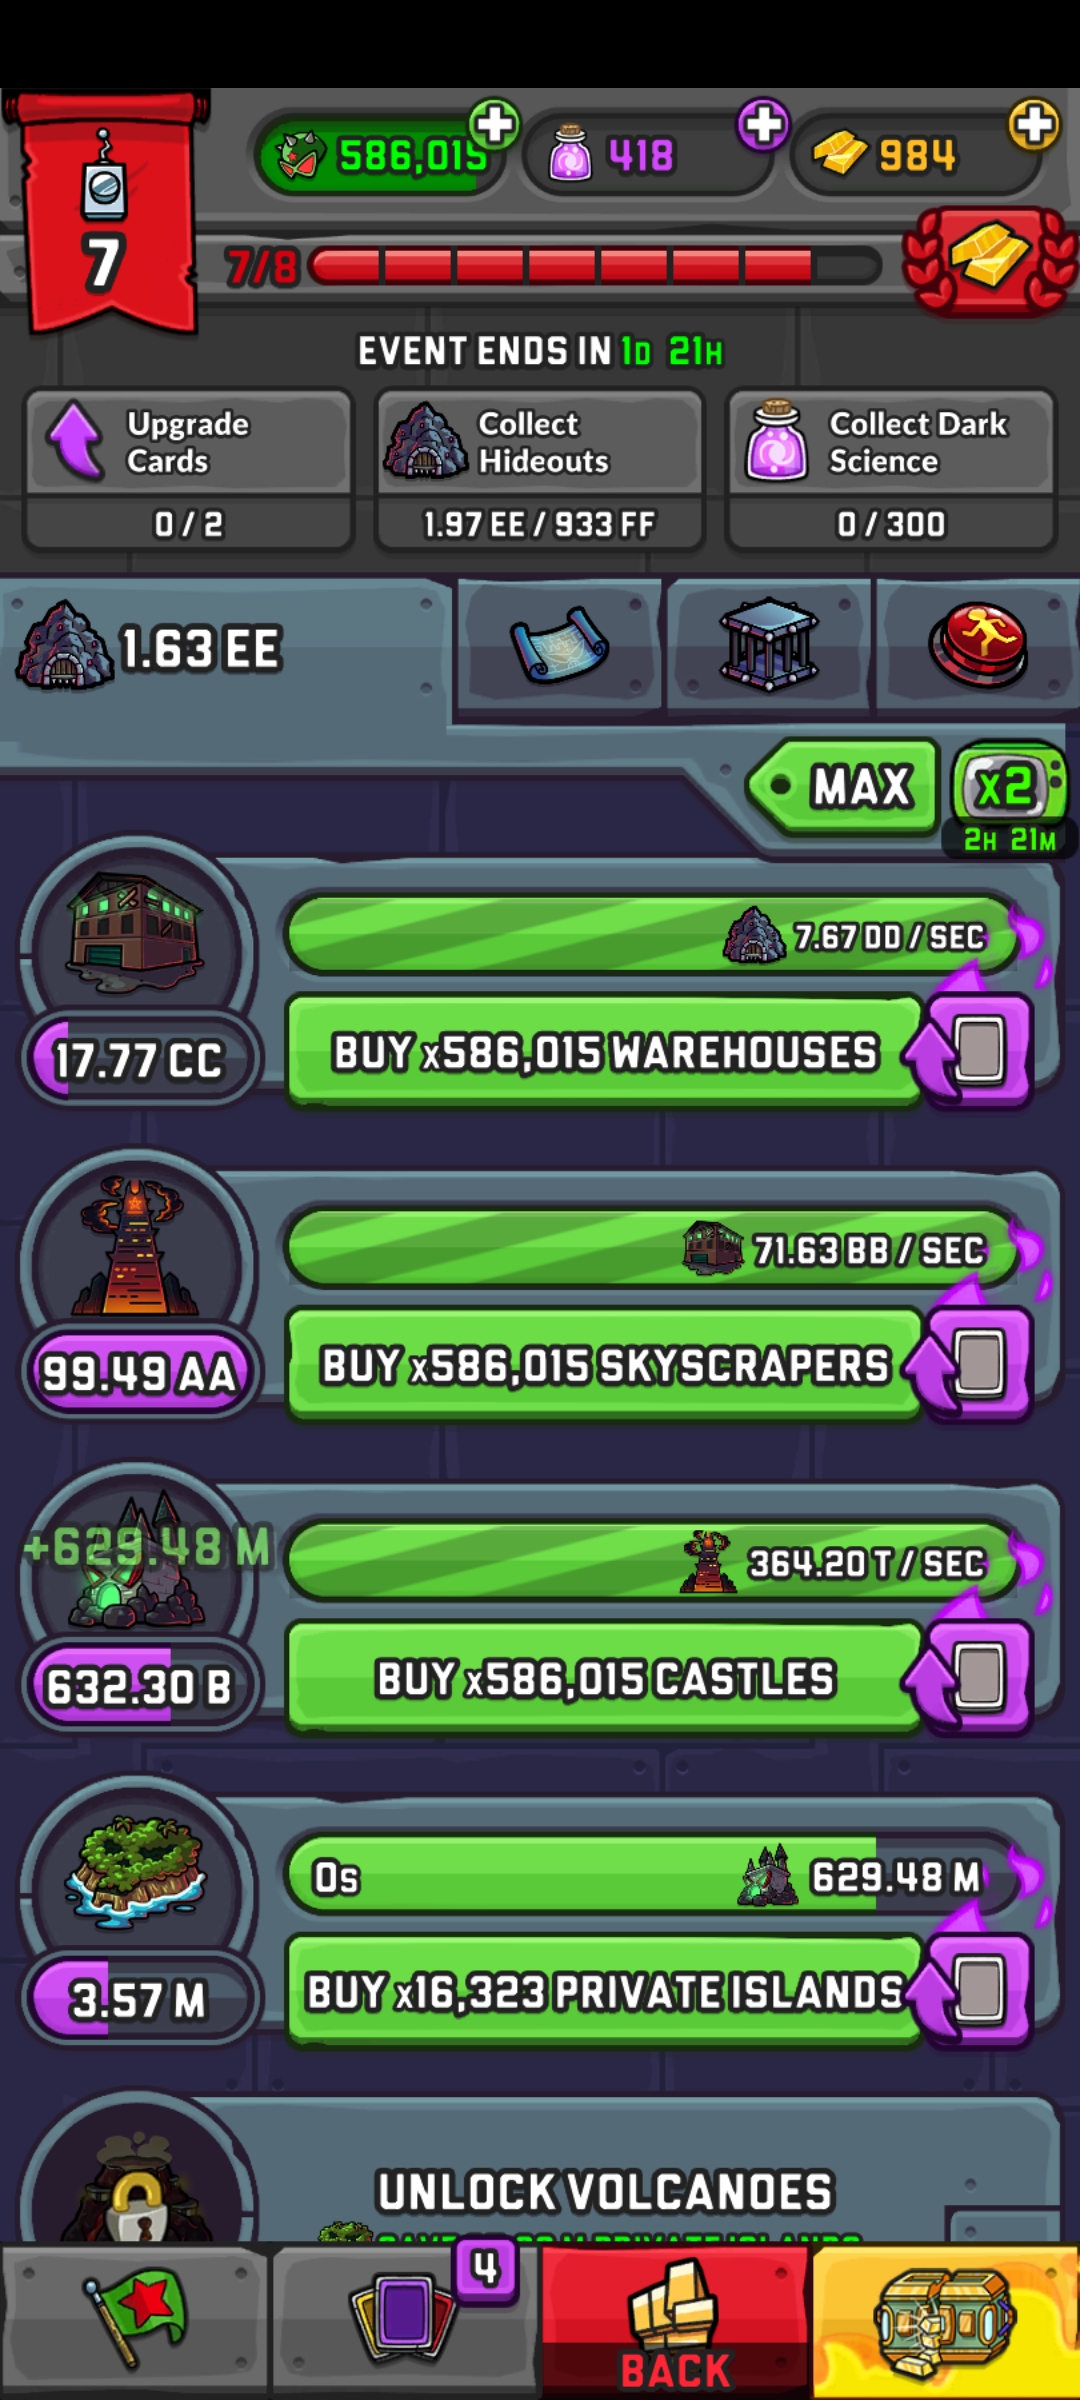 586,015
418
984
7
7/8
EVENT ENDS IN 1D 21H
Upgrade
Cards
0 / 2
Collect
Hideouts
1.97 EE / 933 FF
Collect Dark
Science
0 / 300
1.63 EE
MAX
x2
2H 21M
7.67 DD / SEC
17.77 CC
BUY x586,015 WAREHOUSES
71.63 BB / SEC
99.49 AA
BUY x586,015 SKYSCRAPERS
+629.48 M
364.20 T / SEC
632.30 B
BUY x586,015 CASTLES
0s
629.48 M
3.57 M
BUY x16,323 PRIVATE ISLANDS
UNLOCK VOLCANOES
PRIVATE ISLANDS
4
BACK